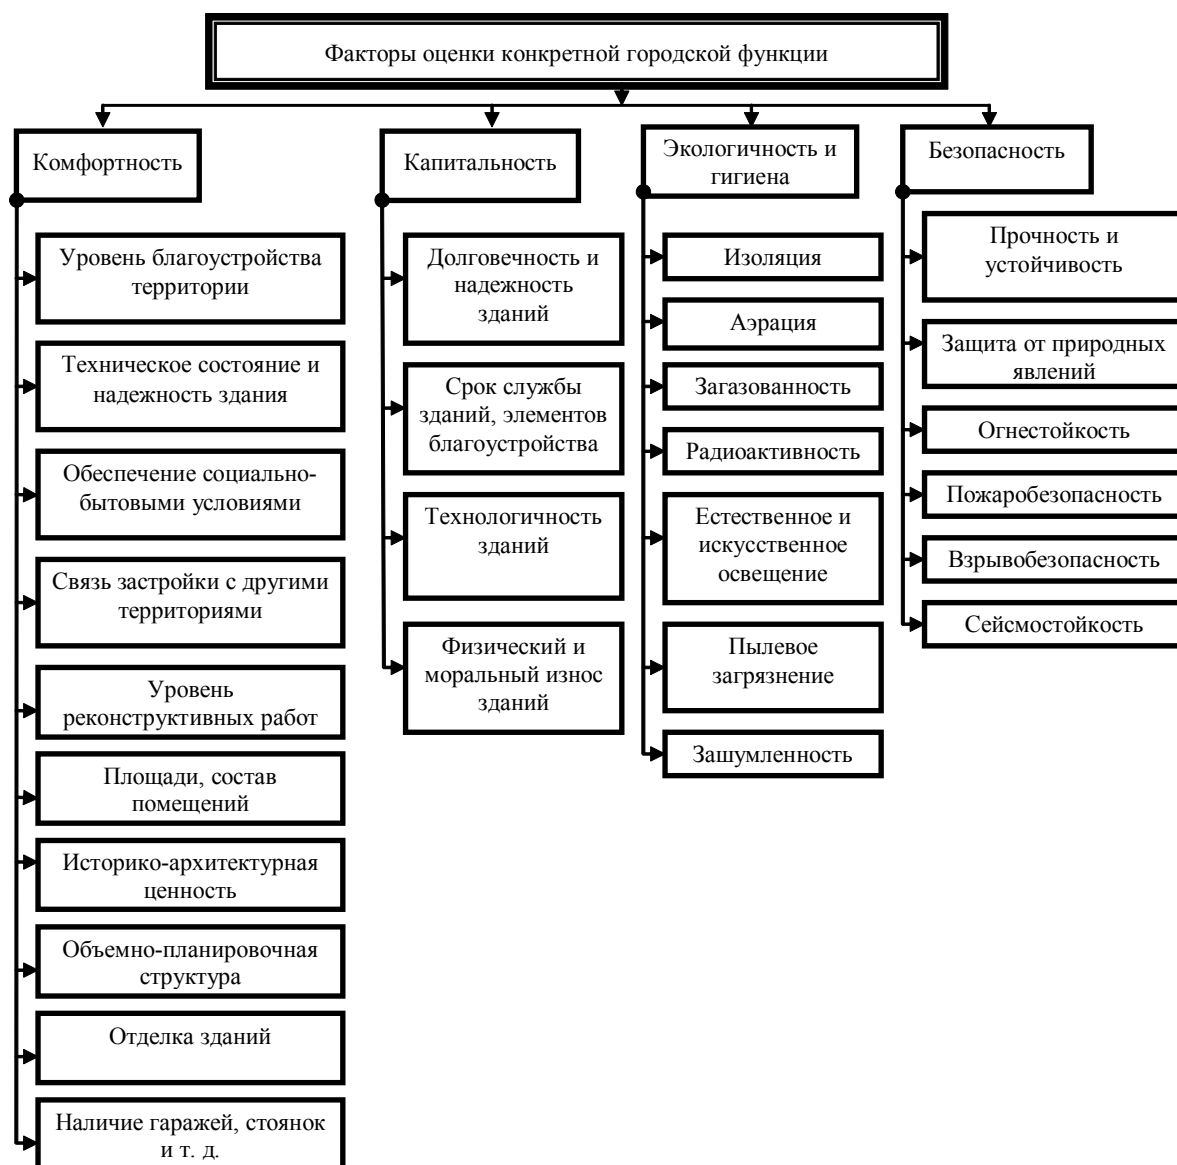 Факторы оценки конкретной городской функции
Комфортность
Уровень благоустройства
территории
Техническое состояние и
надежность здания
Обеспечение социально-
бытовыми условиями
Связь застройки с другими
территориями
Уровень
реконструктивных работ
Площади, состав
помещений
Историко-архитектурная
ценность
Объемно-планировочная
структура
Отделка зданий
Наличие гаражей, стоянок
и т. д.
Капитальность
Долговечность и
надежность
зданий
Срок службы
зданий, элементов
благоустройства
Технологичность
зданий
Физический и
моральный износ
зданий
Экологичность и
гигиена
Изоляция
Аэрация
Загазованность
Радиоактивность
Естественное и
искусственное
освещение
Пылевое
загрязнение
Зашумленность
Безопасность
Прочность и
устойчивость
Защита от природных
явлений
Огнестойкость
Пожаробезопасность
Взрывобезопасность
Сейсмостойкость